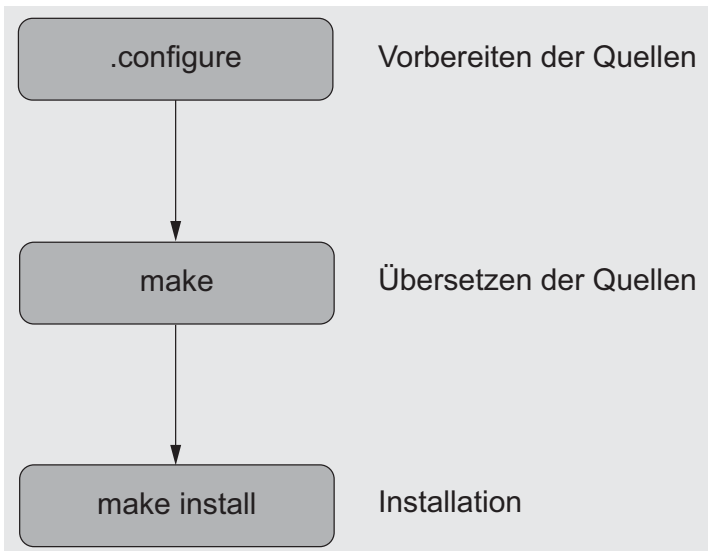 .configure
Vorbereiten der Quellen
make
Übersetzen der Quellen
make install
Installation